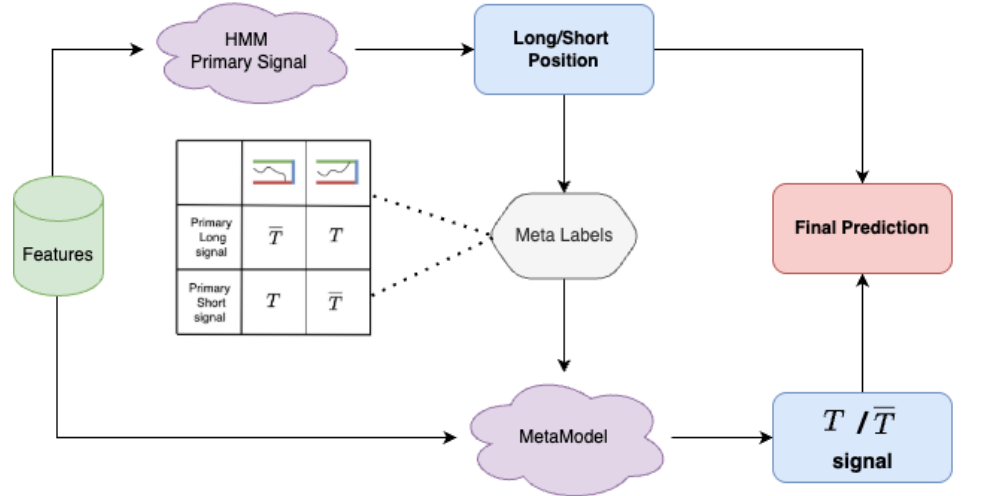 HMM
Primary Signal
Long/Short
Position
Features
Primary
Long
signal
T̅
T
Primary
Short
signal
T
T̅
Meta Labels
Final Prediction
MetaModel
T / T̅
signal